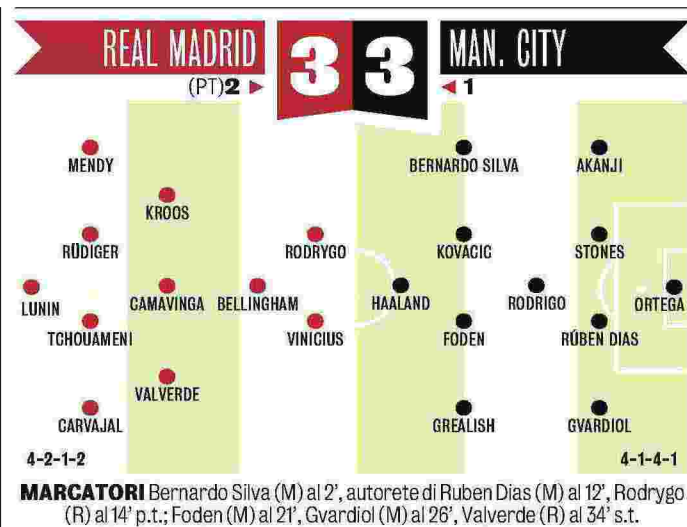 REAL MADRID 3 3 MAN. CITY
(PT)2 1
MENDY BERNARDO SILVA AKANJI
KROOS
RÜDIGER RODRYGO KOVACIC STONES
LUNIN CAMAVINGA BELLINGHAM HAALAND RODRIGO ORTEGA
TCHOUAMENI VINICIUS FODEN RÚBEN DIAS
VALVERDE
CARVAJAL GREALISH GVARDIOL
4-2-1-2 4-1-4-1
MARCATORI Bernardo Silva (M) al 2', autorete di Ruben Dias (M) al 12', Rodrygo
(R) al 14' p.t.; Foden (M) al 21', Gvardiol (M) al 26', Valverde (R) al 34' s.t.